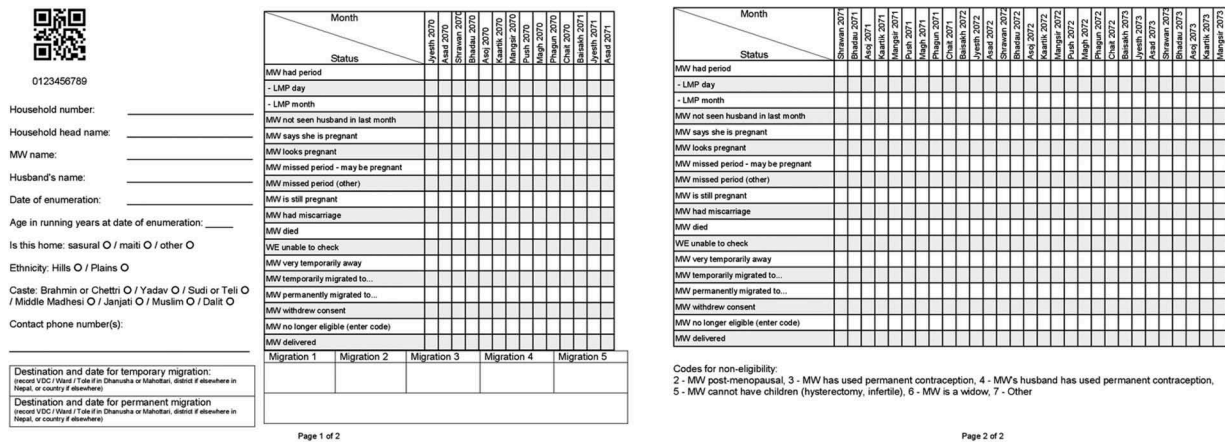 0123456789
Household number:
Household head name:
MW name:
Husband's name:
Date of enumeration:
Age in running years at date of enumeration:
Is this home: sasural O / maiti O / other O
Ethnicity: Hills O / Plains O
Caste: Brahmin or Chettri O / Yadav O / Sudi or Teli O
/ Middle Madhesi O / Janjati O / Muslim O / Dalit O
Contact phone number(s):
Destination and date for temporary migration:
(record VDC / Ward / Tole if in Dhanusha or Mahottari, district if elsewhere in
Nepal, or country if elsewhere)
Destination and date for permanent migration
(record VDC / Ward / Tole if in Dhanusha or Mahottari, district if elsewhere in
Nepal, or country if elsewhere)
Month
Status
Jyesth 2070
Asad 2070
Shrawan 2070
Bhadau 2070
Asoj 2070
Kaartik 2070
Mangsir 2070
Push 2070
Magh 2070
Phagun 2070
Chait 2070
Baisakh 2071
Jyesth 2071
Asad 2071
MW had period
- LMP day
- LMP month
MW not seen husband in last month
MW says she is pregnant
MW looks pregnant
MW missed period - may be pregnant
MW missed period (other)
MW is still pregnant
MW had miscarriage
MW died
WE unable to check
MW very temporarily away
MW temporarily migrated to...
MW permanently migrated to...
MW withdrew consent
MW no longer eligible (enter code)
MW delivered
Migration 1
Migration 2
Migration 3
Migration 4
Migration 5
Page 1 of 2
Month
Status
Shrawan 2071
Bhadau 2071
Asoj 2071
Kaartik 2071
Mangsir 2071
Push 2071
Magh 2071
Phagun 2071
Chait 2071
Baisakh 2072
Jyesth 2072
Asad 2072
Shrawan 2072
Bhadau 2072
Asoj 2072
Kaartik 2072
Mangsir 2072
Push 2072
Magh 2072
Phagun 2072
Chait 2072
Baisakh 2073
Jyesth 2073
Asad 2073
Shrawan 2073
Bhadau 2073
Asoj 2073
Kaartik 2073
Mangsir 2073
MW had period
- LMP day
- LMP month
MW not seen husband in last month
MW says she is pregnant
MW looks pregnant
MW missed period - may be pregnant
MW missed period (other)
MW is still pregnant
MW had miscarriage
MW died
WE unable to check
MW very temporarily away
MW temporarily migrated to...
MW permanently migrated to...
MW withdrew consent
MW no longer eligible (enter code)
MW delivered
Codes for non-eligibility:
2 - MW post-menopausal, 3 - MW has used permanent contraception, 4 - MW's husband has used permanent contraception,
5 - MW cannot have children (hysterectomy, infertile), 6 - MW is a widow, 7 - Other
Page 2 of 2